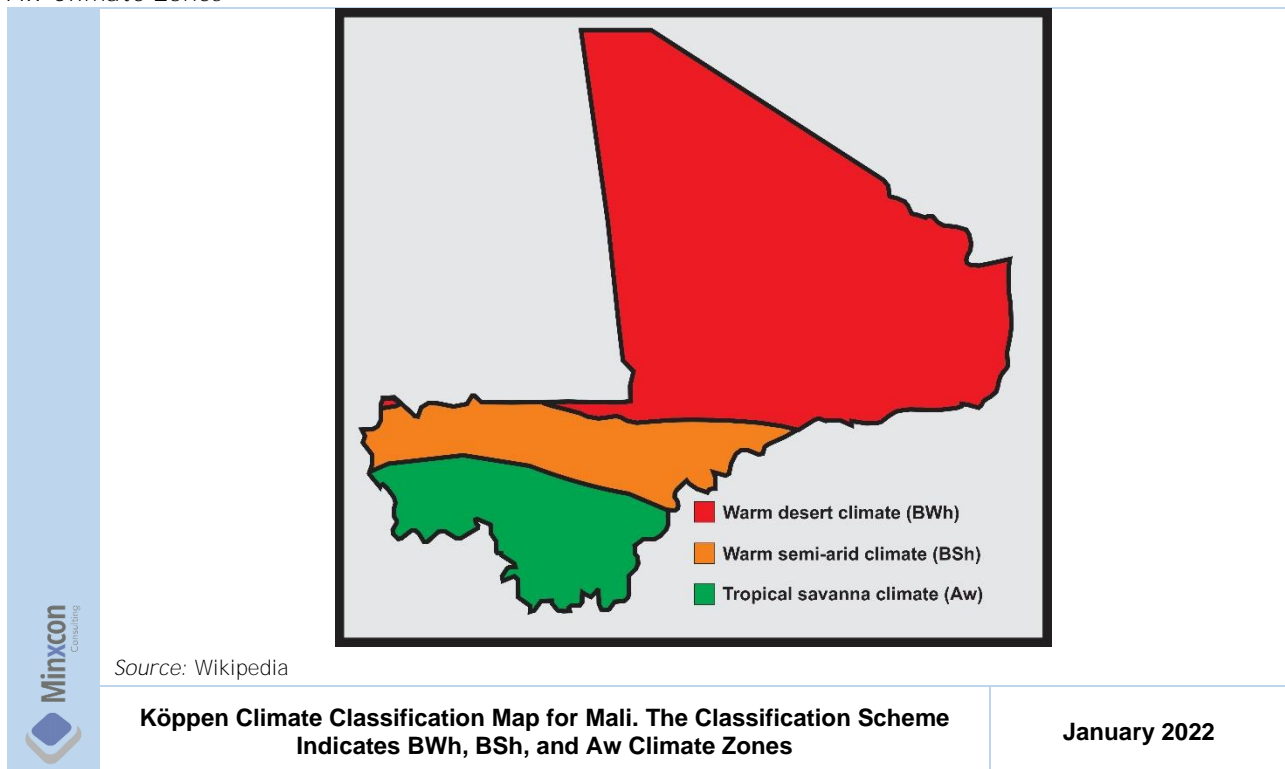 Warm desert climate (BWh)
Warm semi-arid climate (BSh)
Tropical savanna climate (Aw)
Minxcon
Consulting
Source: Wikipedia
Köppen Climate Classification Map for Mali. The Classification Scheme
Indicates BWh, BSh, and Aw Climate Zones
January 2022